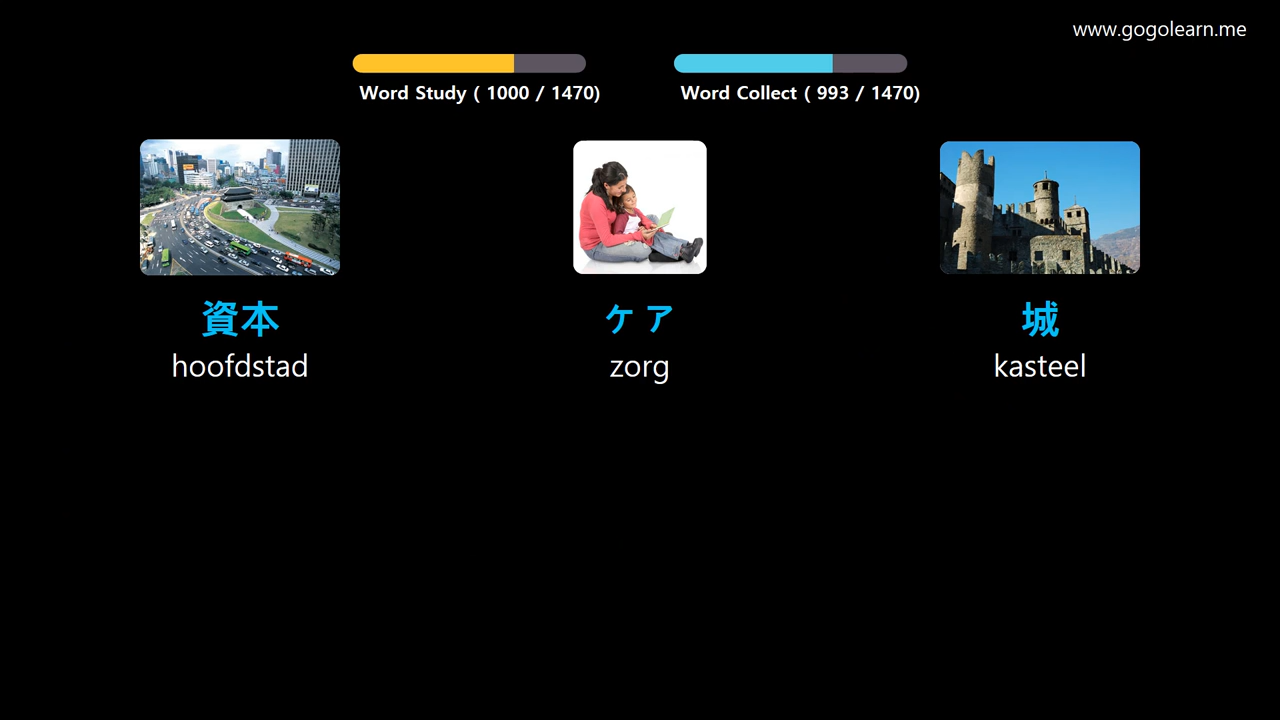 www.gogolearn.me
Word Study ( 1000 / 1470)
Word Collect ( 993 / 1470)
資本
ケア
城
hoofdstad
zorg
kasteel